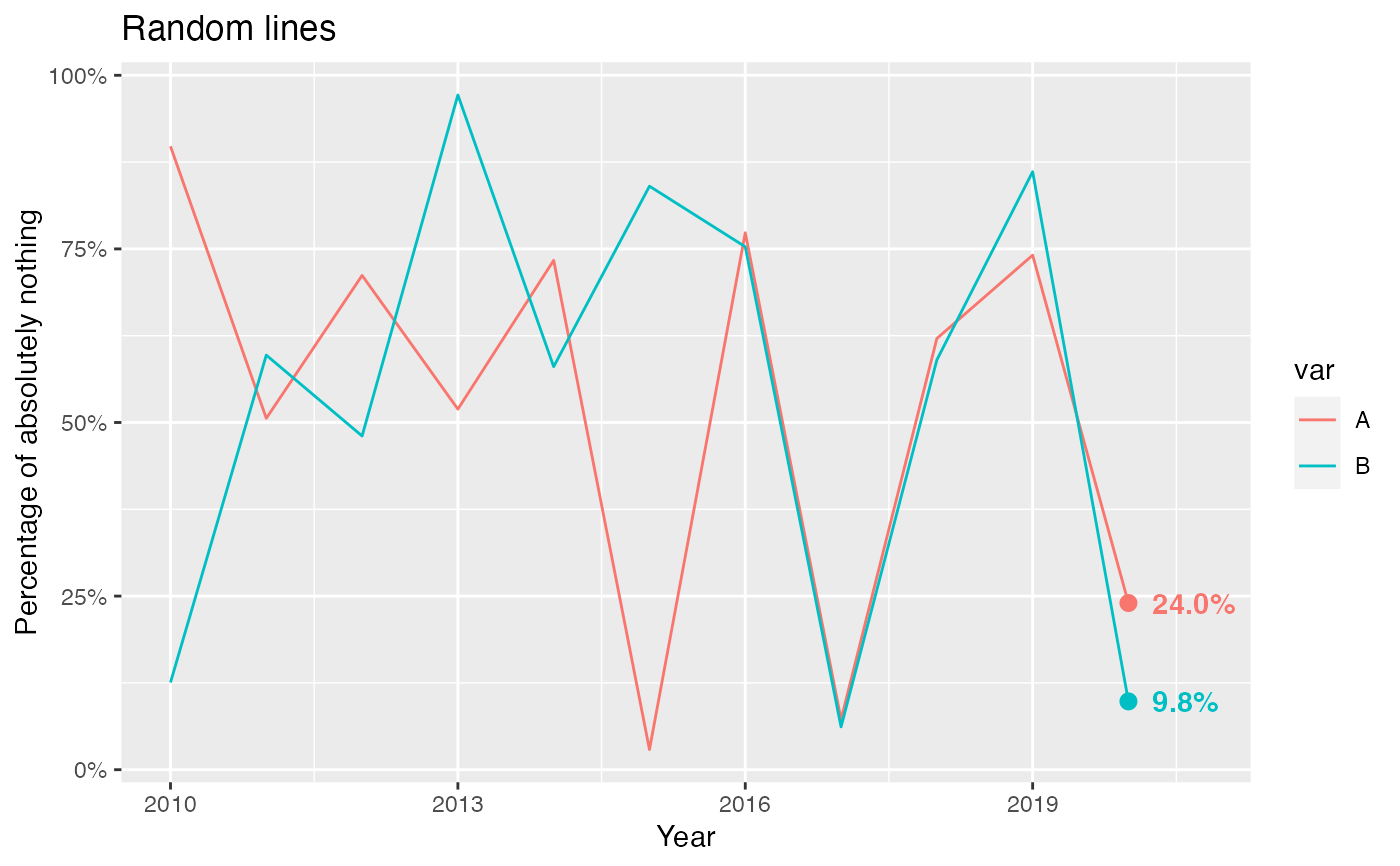 Random lines
Percentage of absolutely nothing
100%
75%
50%
25%
0%
24.0%
9.8%
2010 2013 2016 2019
Year
var
A
B